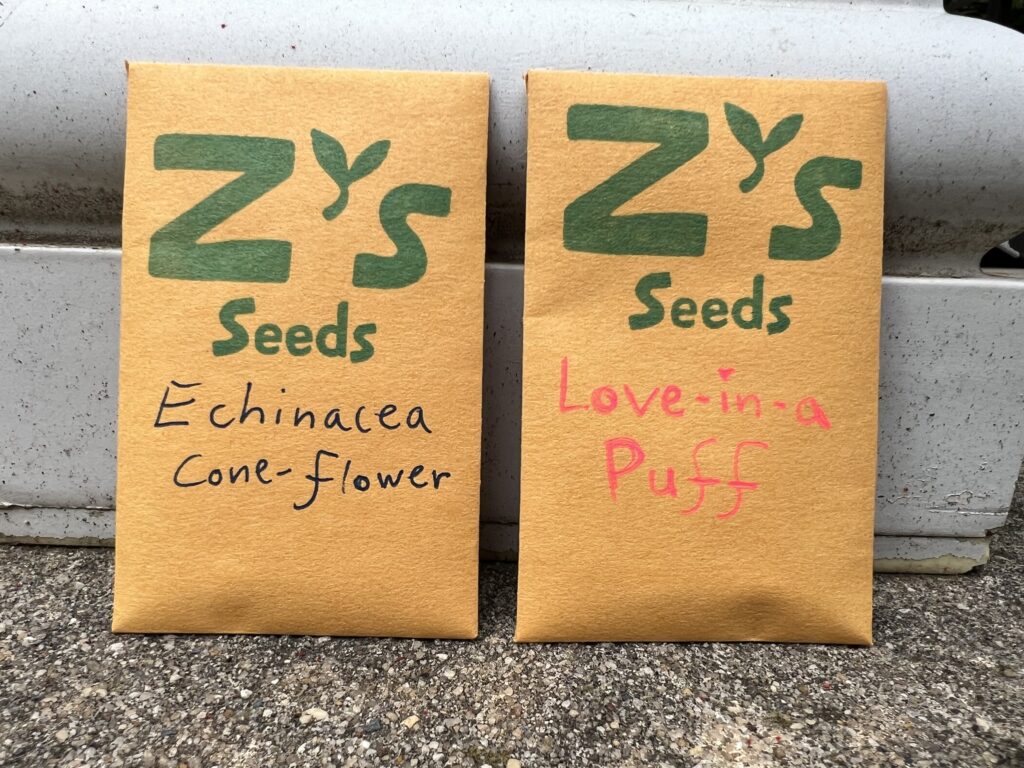 Z's
Seeds
Echinacea
Cone-flower
Z's
Seeds
Love-in-a
Puff